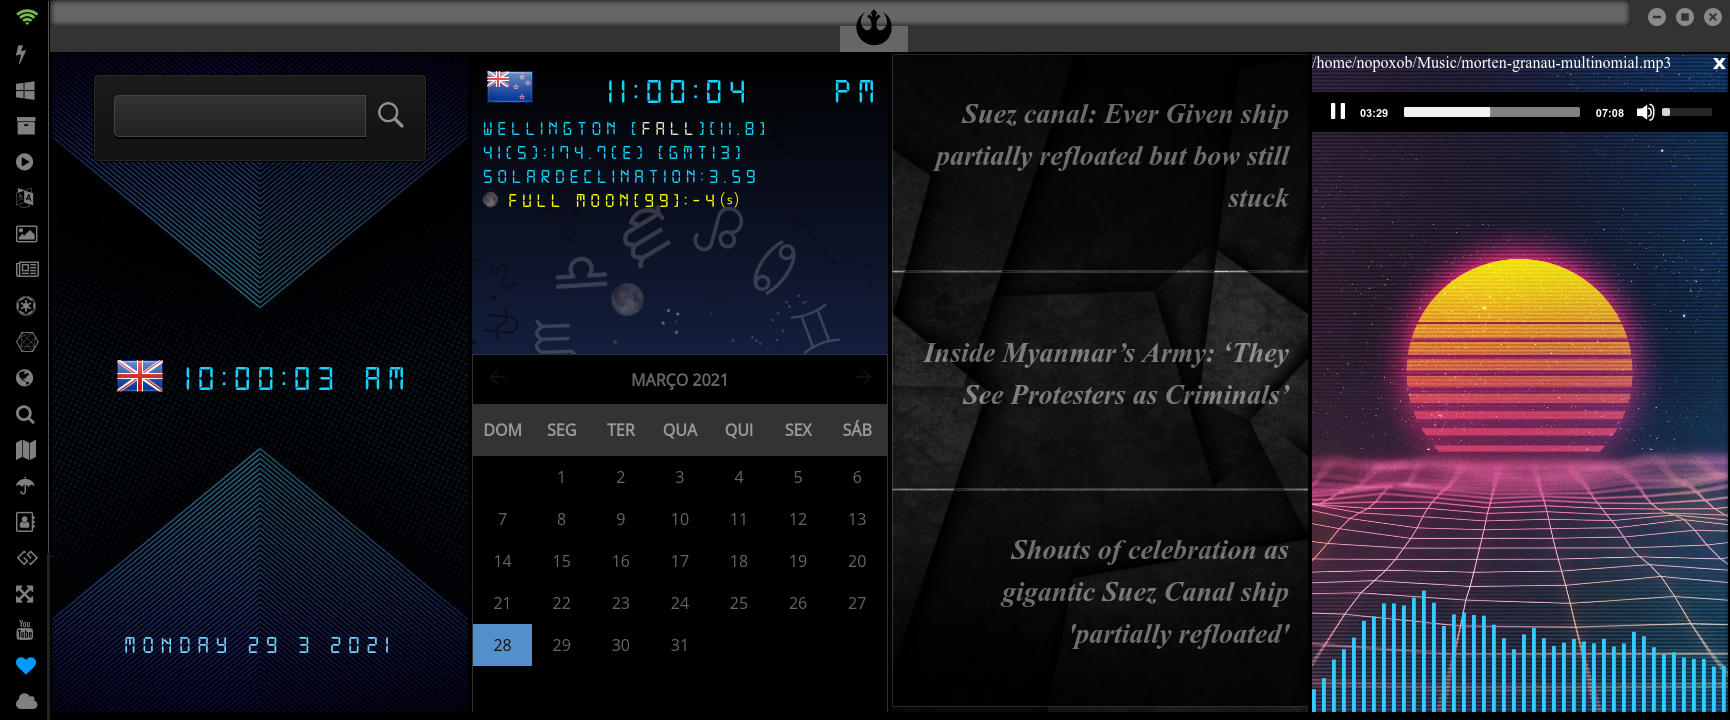 10:00:03 AM
MONDAY 29 3 2021
11:00:04 PM
WELLINGTON [FALL][11.8]
41(S):174.7(E) [GMT13]
SOLARDECLINATION:3.59
FULL MOON[99]:-4(s)
MARÇO 2021
DOM SEG TER QUA QUI SEX SÁB
1 2 3 4 5 6
7 8 9 10 11 12 13
14 15 16 17 18 19 20
21 22 23 24 25 26 27
28 29 30 31
Suez canal: Ever Given ship
partially refloated but bow still
stuck
Inside Myanmar’s Army: ‘They
See Protesters as Criminals’
Shouts of celebration as
gigantic Suez Canal ship
'partially refloated'
/home/nopoxob/Music/morten-granau-multinomial.mp3
x
03:29 07:08
You
Tube